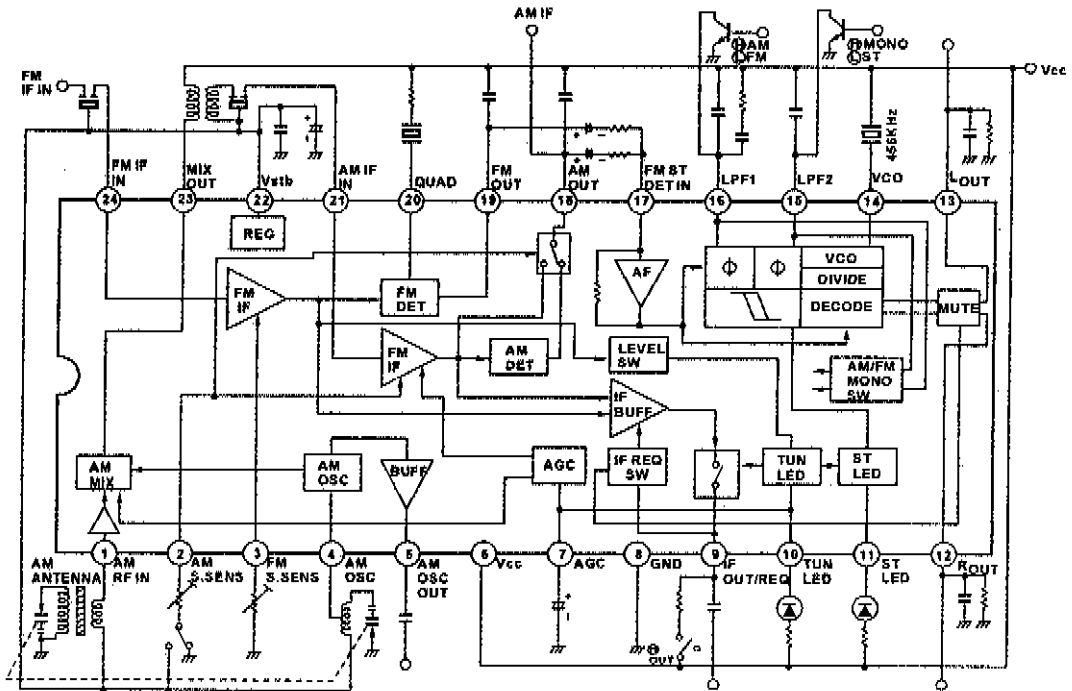 AM IF
Ⓗ AM
Ⓛ FM
Ⓗ MONO
Ⓛ ST
Vcc
FM
IF IN
456KHz
FM IF
IN
MIX
OUT
Vstb
AM IF
IN
QUAD
FM
OUT
AM
OUT
FM ST
DET IN
LPF1
LPF2
VCO
LOUT
24
23
22
21
20
19
18
17
16
15
14
13
REG
FM
IF
FM
DET
AF
Φ
Φ
VCO
DIVIDE
DECODE
MUTE
FM
IF
AM
DET
LEVEL
SW
AM/FM
MONO
SW
IF
BUFF
AM
MIX
AM
OSC
BUFF
AGC
IF REQ
SW
TUN
LED
ST
LED
1
2
3
4
5
6
7
8
9
10
11
12
AM
ANTENNA
AM
RF IN
AM
S.SENS
FM
S.SENS
AM
OSC
AM
OSC
OUT
Vcc
AGC
GND
IF
OUT/REQ
TUN
LED
ST
LED
ROUT
Ⓗ
OUT